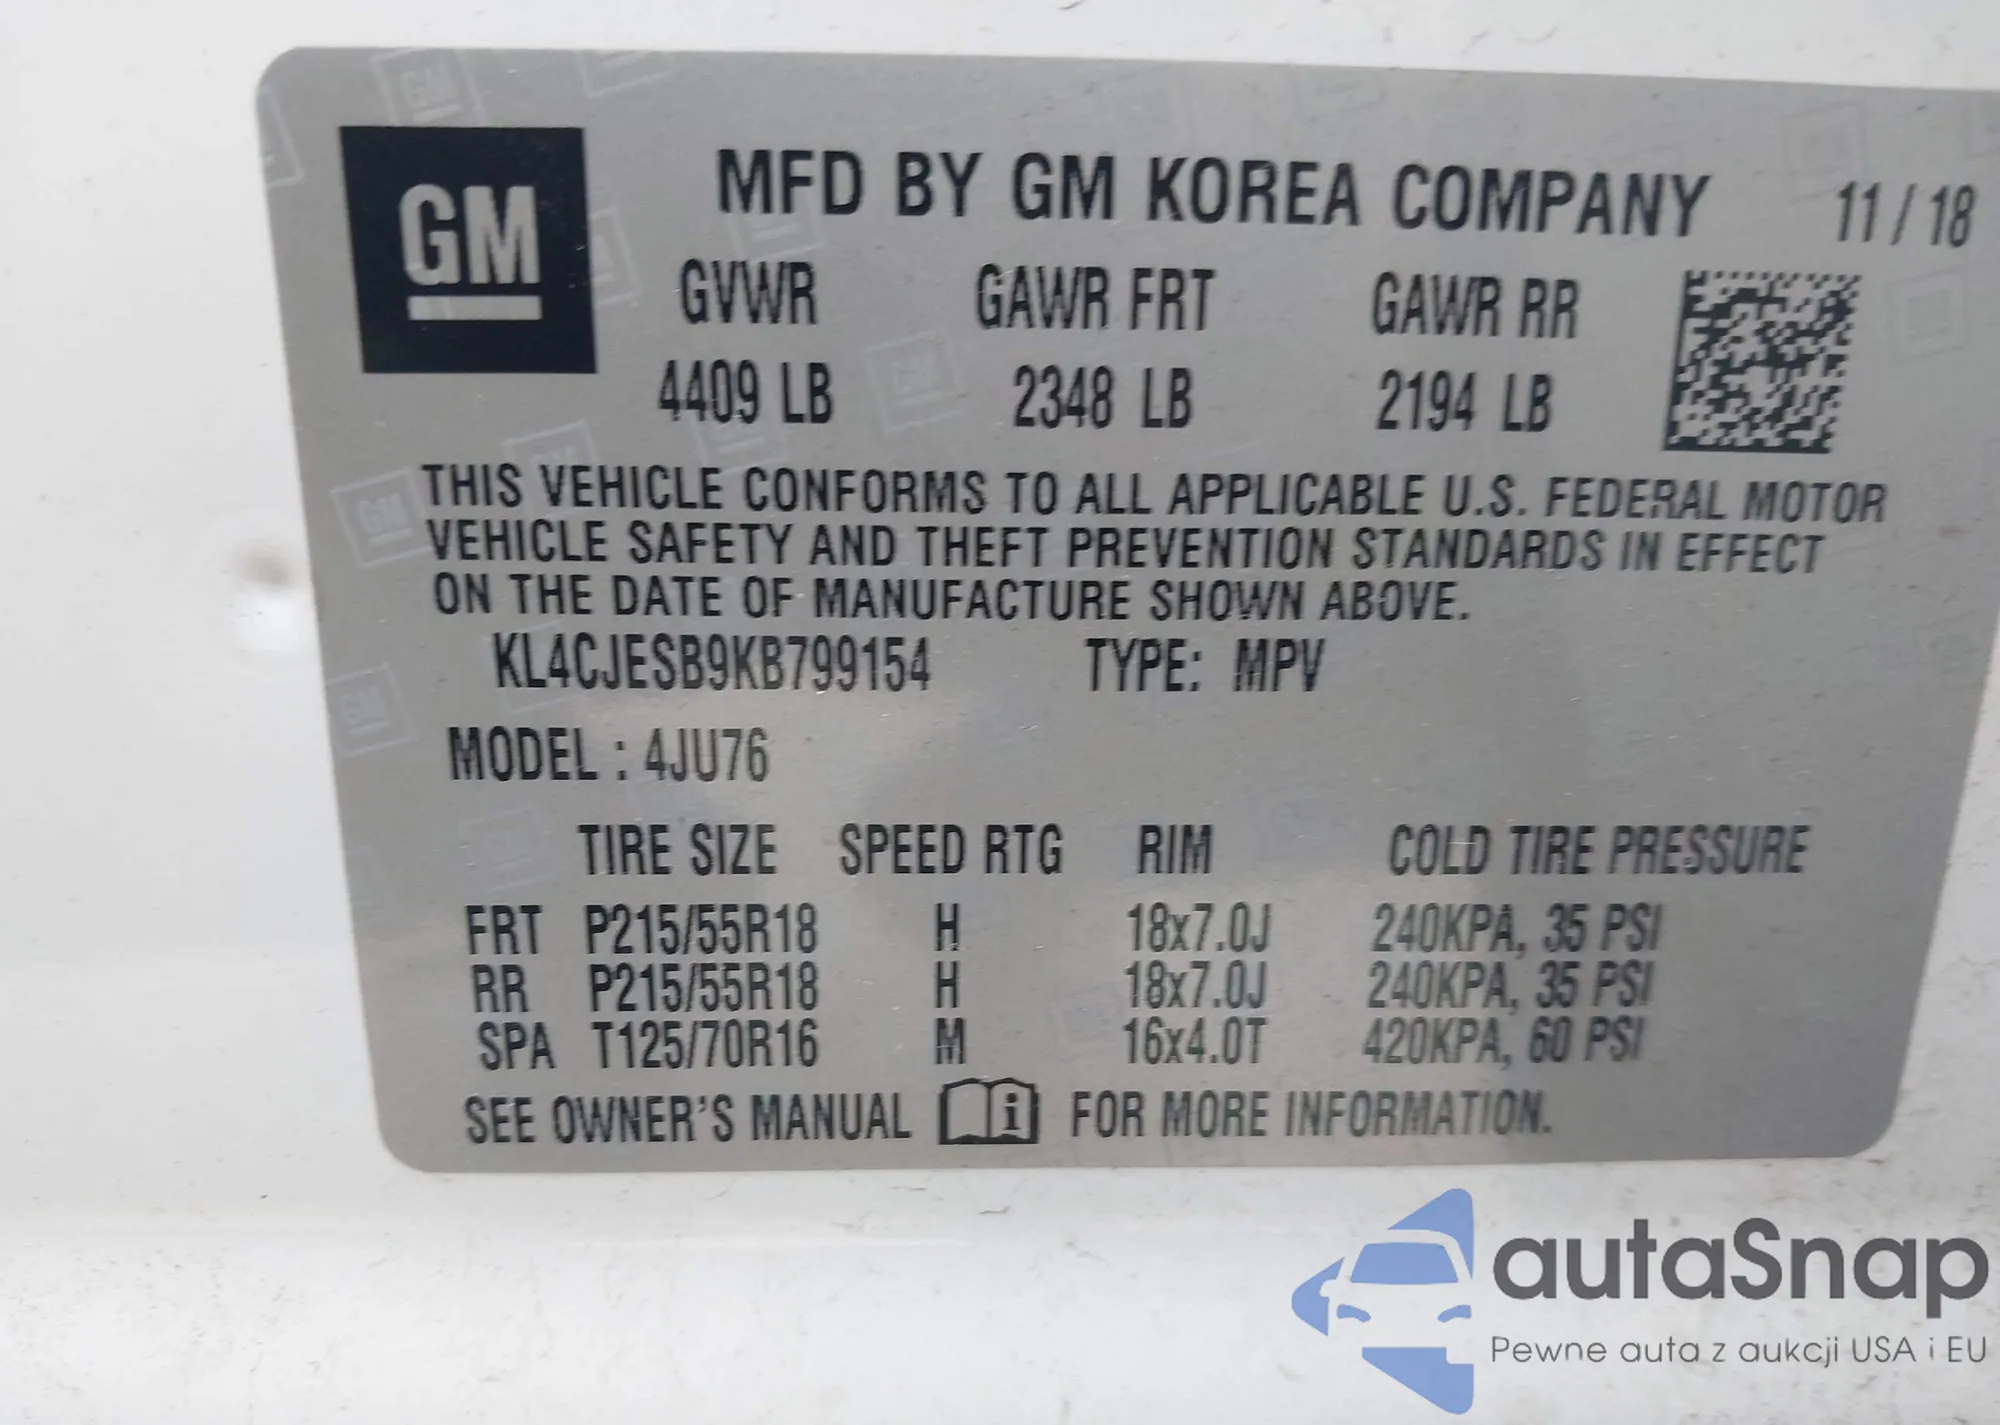 GM
MFD BY GM KOREA COMPANY 11 / 18
GVWR GAWR FRT GAWR RR
4409 LB 2348 LB 2194 LB
THIS VEHICLE CONFORMS TO ALL APPLICABLE U.S. FEDERAL MOTOR
VEHICLE SAFETY AND THEFT PREVENTION STANDARDS IN EFFECT
ON THE DATE OF MANUFACTURE SHOWN ABOVE.
KL4CJESB9KB799154 TYPE: MPV
MODEL : 4JU76
TIRE SIZE SPEED RTG RIM COLD TIRE PRESSURE
FRT P215/55R18 H 18x7.0J 240KPA, 35 PSI
RR P215/55R18 H 18x7.0J 240KPA, 35 PSI
SPA T125/70R16 M 16x4.0T 420KPA, 60 PSI
SEE OWNER'S MANUAL i FOR MORE INFORMATION.
autaSnap
Pewne auta z aukcji USA i EU